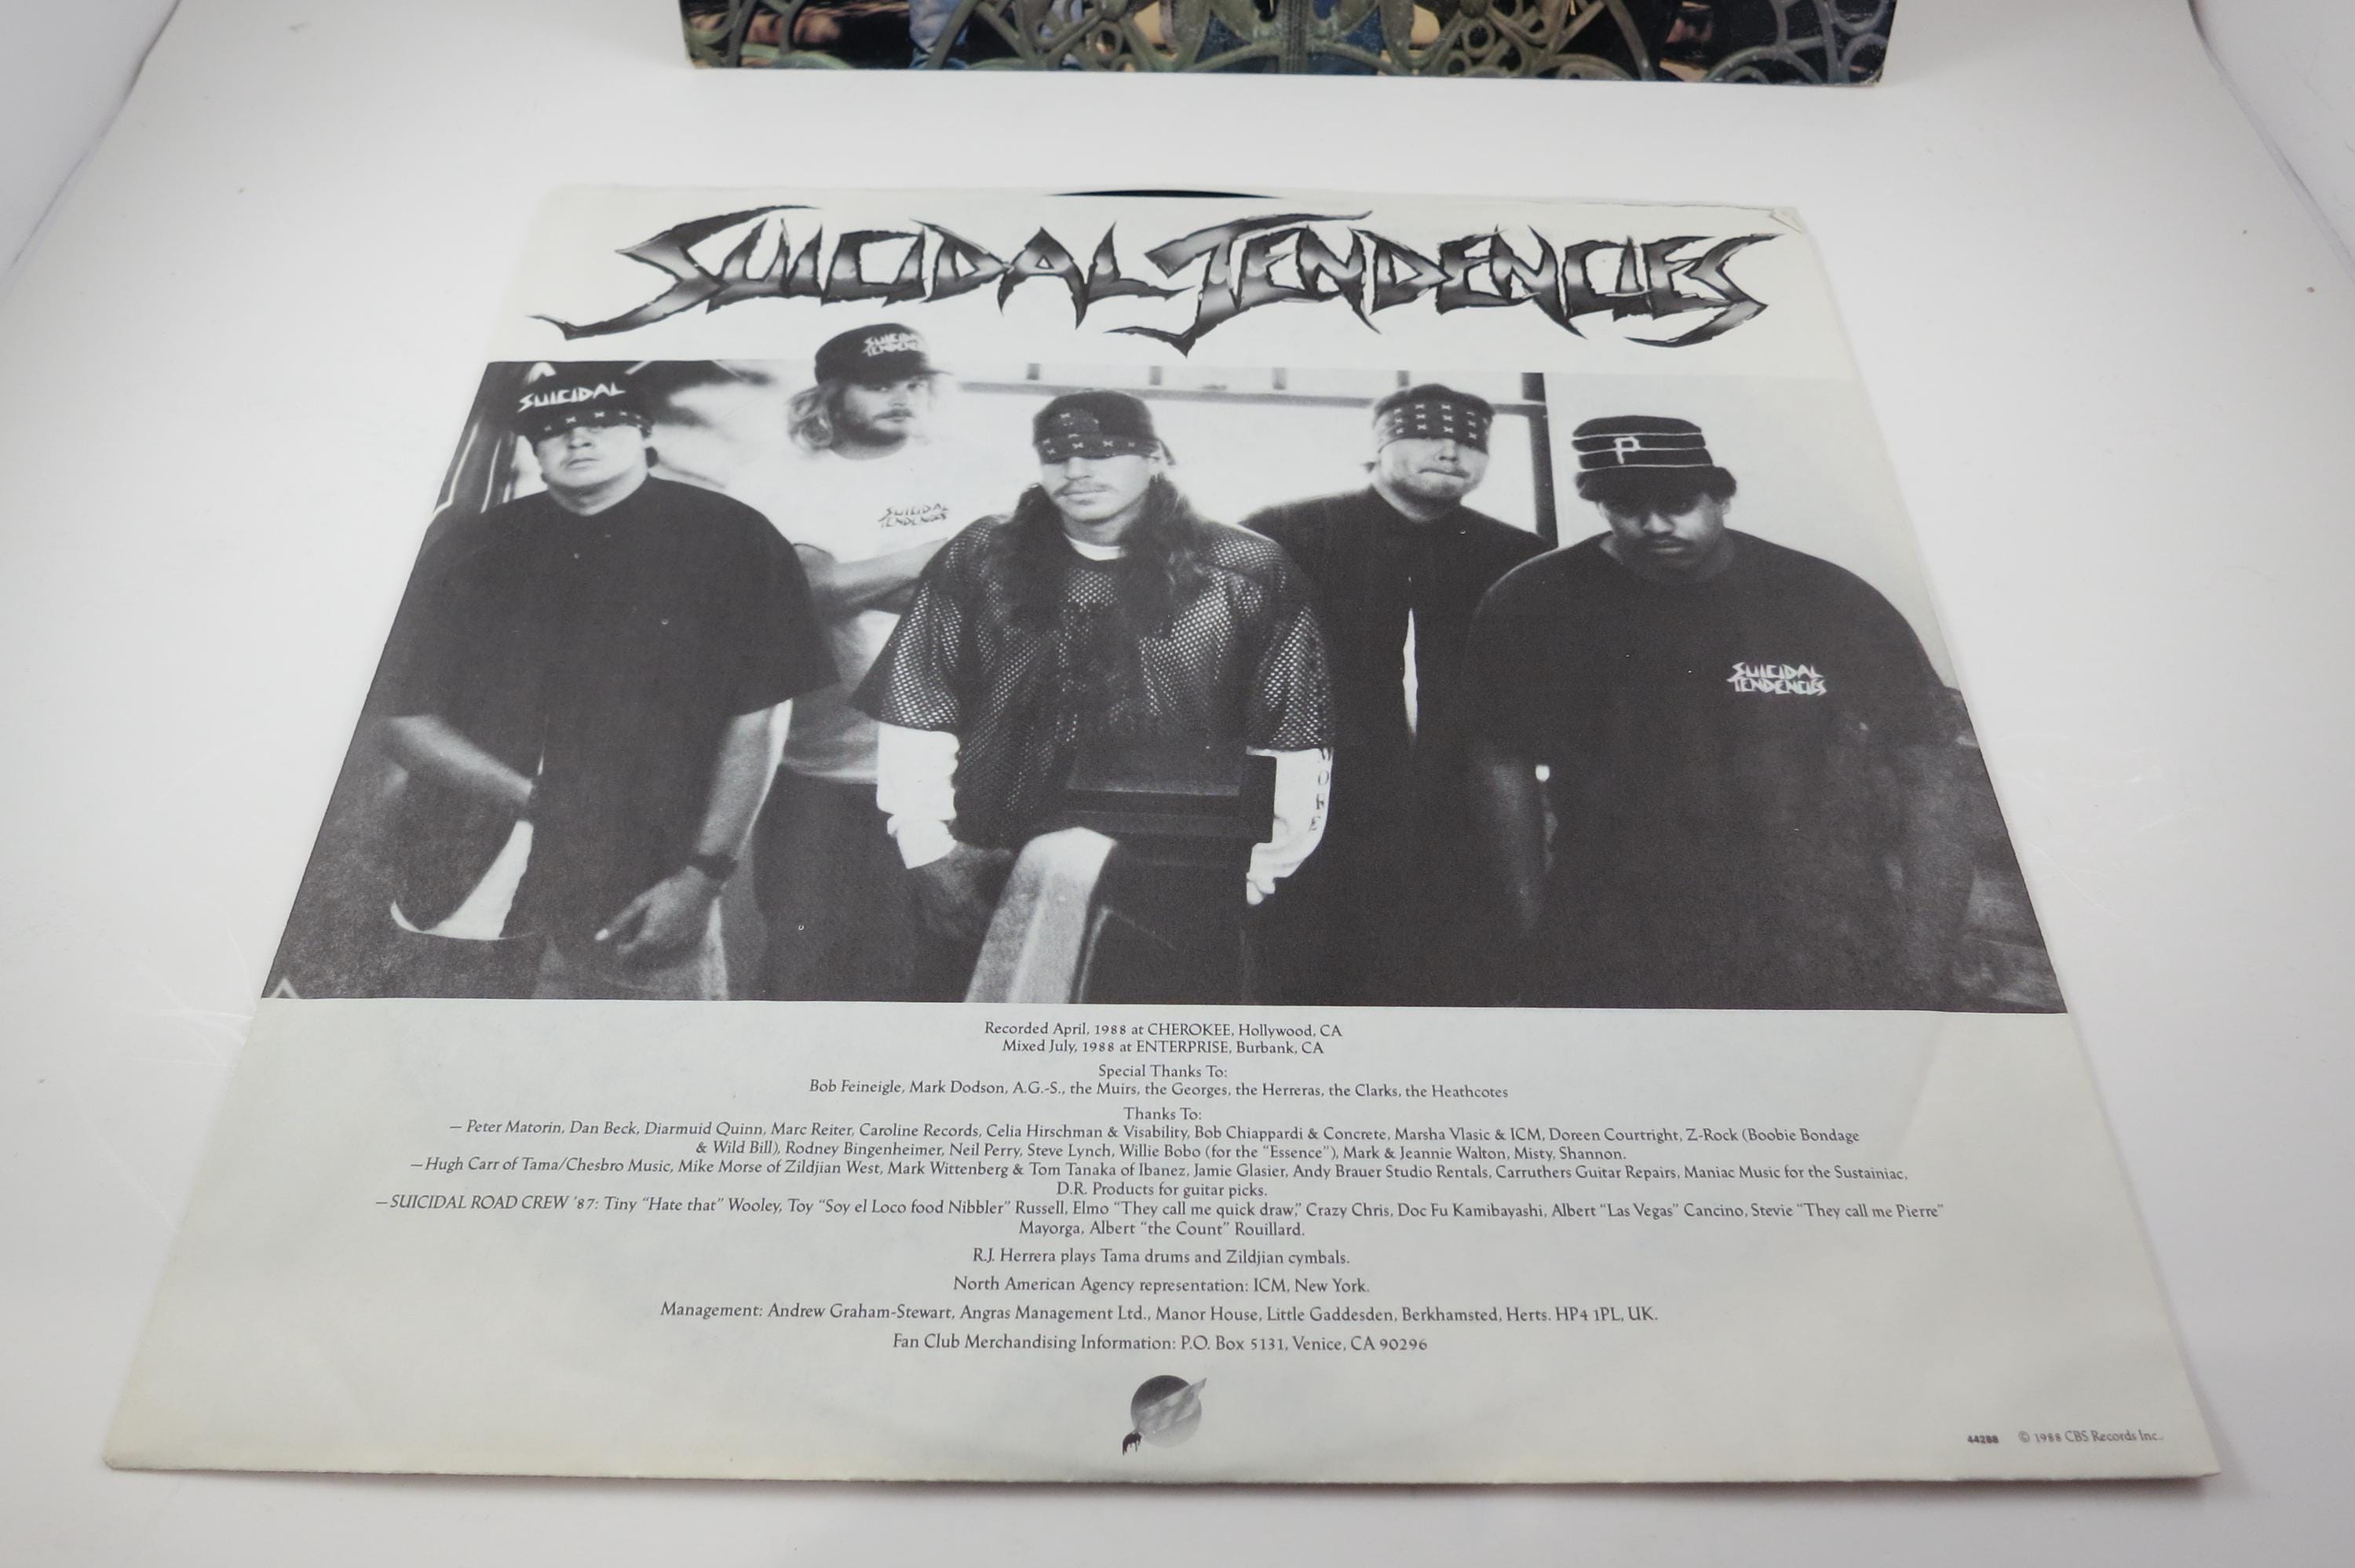 SUICIDAL TENDENCIES
SUICIDAL
SUICIDAL
TENDENCIES
SUICIDAL
TENDENCIES
P
SUICIDAL
TENDENCIES
Recorded April, 1988 at CHEROKEE, Hollywood, CA
Mixed July, 1988 at ENTERPRISE, Burbank, CA
Special Thanks To:
Bob Feineigle, Mark Dodson, A.G.-S., the Muirs, the Georges, the Herreras, the Clarks, the Heathcotes
Thanks To:
— Peter Matorin, Dan Beck, Diarmuid Quinn, Marc Reiter, Caroline Records, Celia Hirschman & Visability, Bob Chiappardi & Concrete, Marsha Vlasic & ICM, Doreen Courtright, Z-Rock (Boobie Bondage
& Wild Bill), Rodney Bingenheimer, Neil Perry, Steve Lynch, Willie Bobo (for the "Essence"), Mark & Jeannie Walton, Misty, Shannon.
—Hugh Carr of Tama/Chesbro Music, Mike Morse of Zildjian West, Mark Wittenberg & Tom Tanaka of Ibanez, Jamie Glasier, Andy Brauer Studio Rentals, Carruthers Guitar Repairs, Maniac Music for the Sustainiac,
D.R. Products for guitar picks.
—SUICIDAL ROAD CREW '87: Tiny "Hate that" Wooley, Toy "Soy el Loco food Nibbler" Russell, Elmo "They call me quick draw," Crazy Chris, Doc Fu Kamibayashi, Albert "Las Vegas" Cancino, Stevie "They call me Pierre"
Mayorga, Albert "the Count" Rouillard.
R.J. Herrera plays Tama drums and Zildjian cymbals.
North American Agency representation: ICM, New York.
Management: Andrew Graham-Stewart, Angras Management Ltd., Manor House, Little Gaddesden, Berkhamsted, Herts. HP4 1PL, UK.
Fan Club Merchandising Information: P.O. Box 5131, Venice, CA 90296
44288 © 1988 CBS Records Inc.